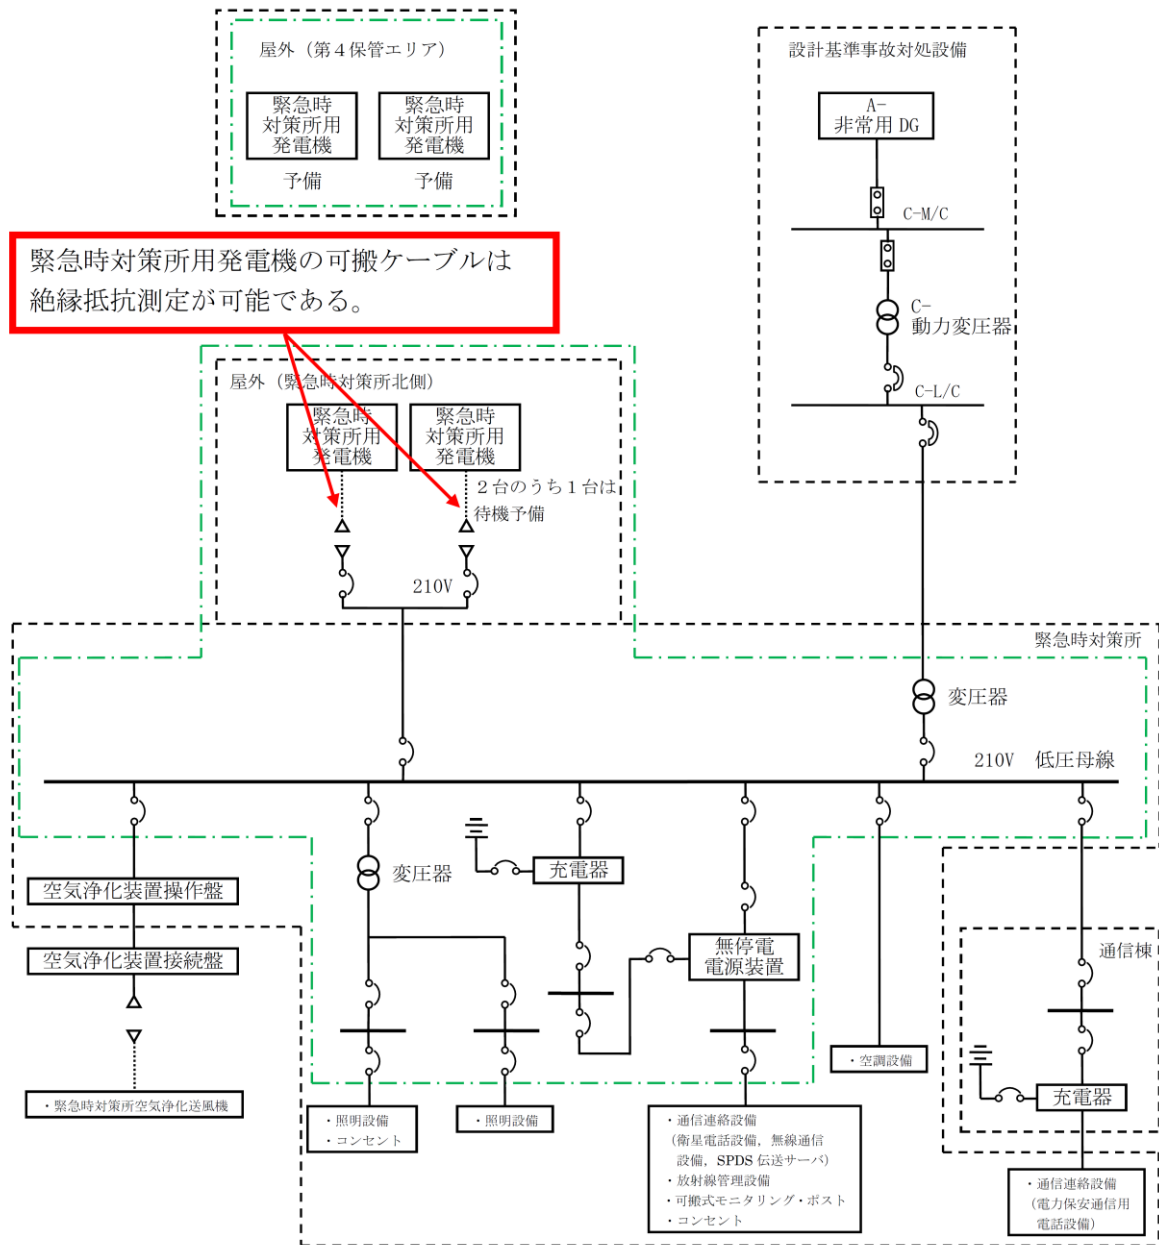 屋外（第４保管エリア）
緊急時
対策所用
発電機
緊急時
対策所用
発電機
予備
予備
設計基準事故対処設備
A-
非常用 DG
C-M/C
C-
動力変圧器
C-L/C
緊急時対策所用発電機の可搬ケーブルは
絶縁抵抗測定が可能である。
屋外（緊急時対策所北側）
緊急時
対策所用
発電機
緊急時
対策所用
発電機
２台のうち１台は
待機予備
210V
緊急時対策所
変圧器
210V 低圧母線
空気浄化装置操作盤
空気浄化装置接続盤
・緊急時対策所空気浄化送風機
変圧器
・照明設備
・コンセント
・照明設備
充電器
無停電
電源装置
・通信連絡設備
（衛星電話設備，無線通信
設備，SPDS 伝送サーバ）
・放射線管理設備
・可搬式モニタリング・ポスト
・コンセント
・空調設備
通信棟
充電器
・通信連絡設備
（電力保安通信用
電話設備）